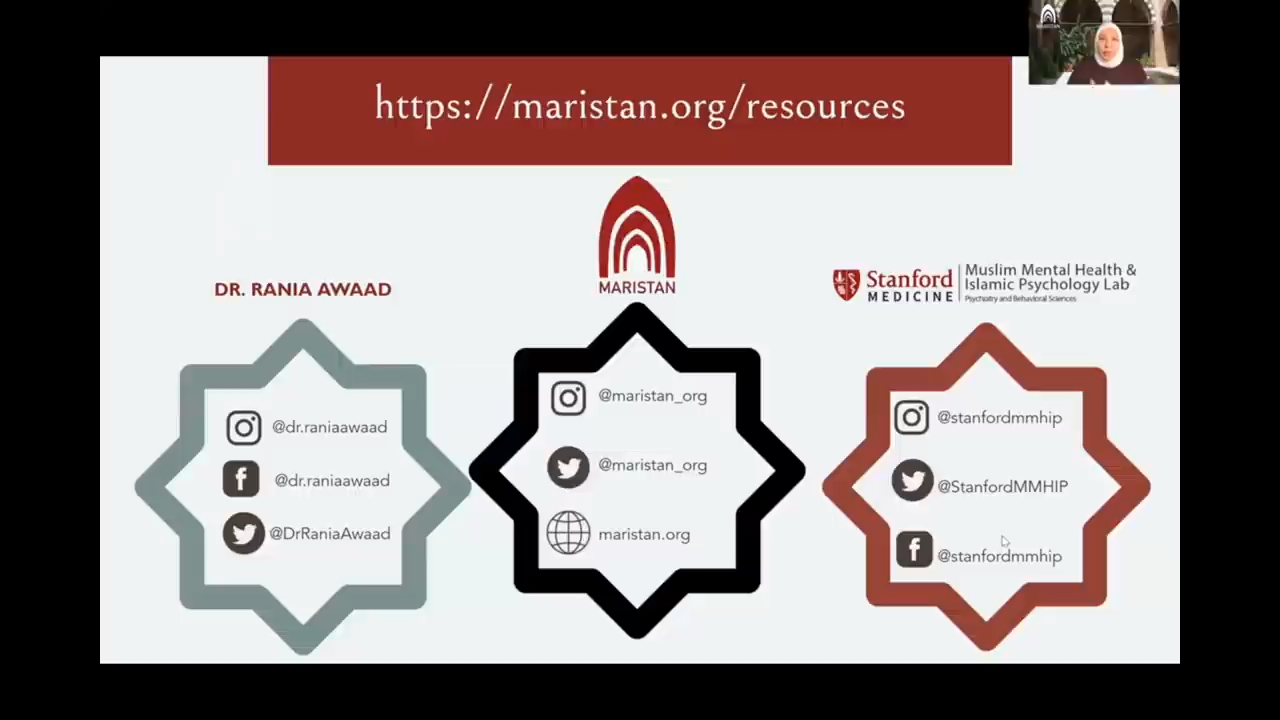 MARISTAN
https://maristan.org/resources
MARISTAN
DR. RANIA AWAAD
@dr.raniaawaad
@dr.raniaawaad
@DrRaniaAwaad
@maristan_org
@maristan_org
maristan.org
Stanford
MEDICINE
Muslim Mental Health &
Islamic Psychology Lab
Psychiatry and Behavioral Sciences
@stanfordmmhip
@StanfordMMHIP
@stanfordmmhip